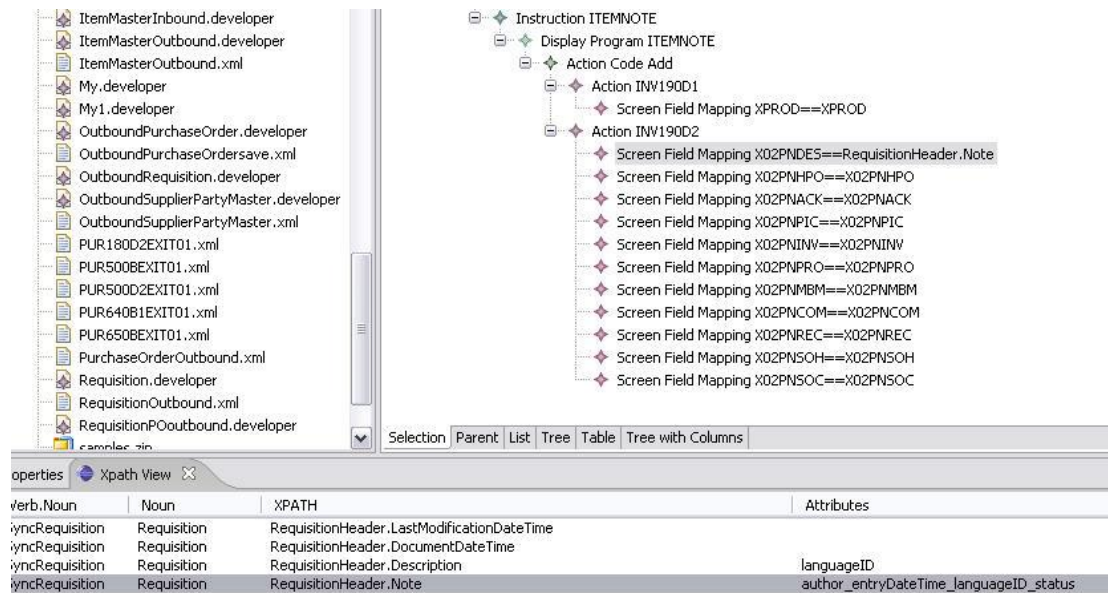 ItemMasterInbound.developer
ItemMasterOutbound.developer
ItemMasterOutbound.xml
My.developer
My1.developer
OutboundPurchaseOrder.developer
OutboundPurchaseOrdersave.xml
OutboundRequisition.developer
OutboundSupplierPartyMaster.developer
OutboundSupplierPartyMaster.xml
PUR180D2EXIT01.xml
PUR500BEXIT01.xml
PUR500D2EXIT01.xml
PUR640B1EXIT01.xml
PUR650BEXIT01.xml
PurchaseOrderOutbound.xml
Requisition.developer
RequisitionOutbound.xml
RequisitionPOoutbound.developer
samples.zip
Instruction ITEMNOTE
Display Program ITEMNOTE
Action Code Add
Action INV190D1
Screen Field Mapping XPROD==XPROD
Action INV190D2
Screen Field Mapping X02PNDES==RequisitionHeader.Note
Screen Field Mapping X02PNHPO==X02PNHPO
Screen Field Mapping X02PNACK==X02PNACK
Screen Field Mapping X02PNPIC==X02PNPIC
Screen Field Mapping X02PNINV==X02PNINV
Screen Field Mapping X02PNPRO==X02PNPRO
Screen Field Mapping X02PNMBM==X02PNMBM
Screen Field Mapping X02PNCOM==X02PNCOM
Screen Field Mapping X02PNREC==X02PNREC
Screen Field Mapping X02PNSOH==X02PNSOH
Screen Field Mapping X02PNSOC==X02PNSOC
Selection Parent List Tree Table Tree with Columns
operties Xpath View
Verb.Noun Noun XPATH Attributes
SyncRequisition Requisition RequisitionHeader.LastModificationDateTime
SyncRequisition Requisition RequisitionHeader.DocumentDateTime
SyncRequisition Requisition RequisitionHeader.Description languageID
SyncRequisition Requisition RequisitionHeader.Note author_entryDateTime_languageID_status